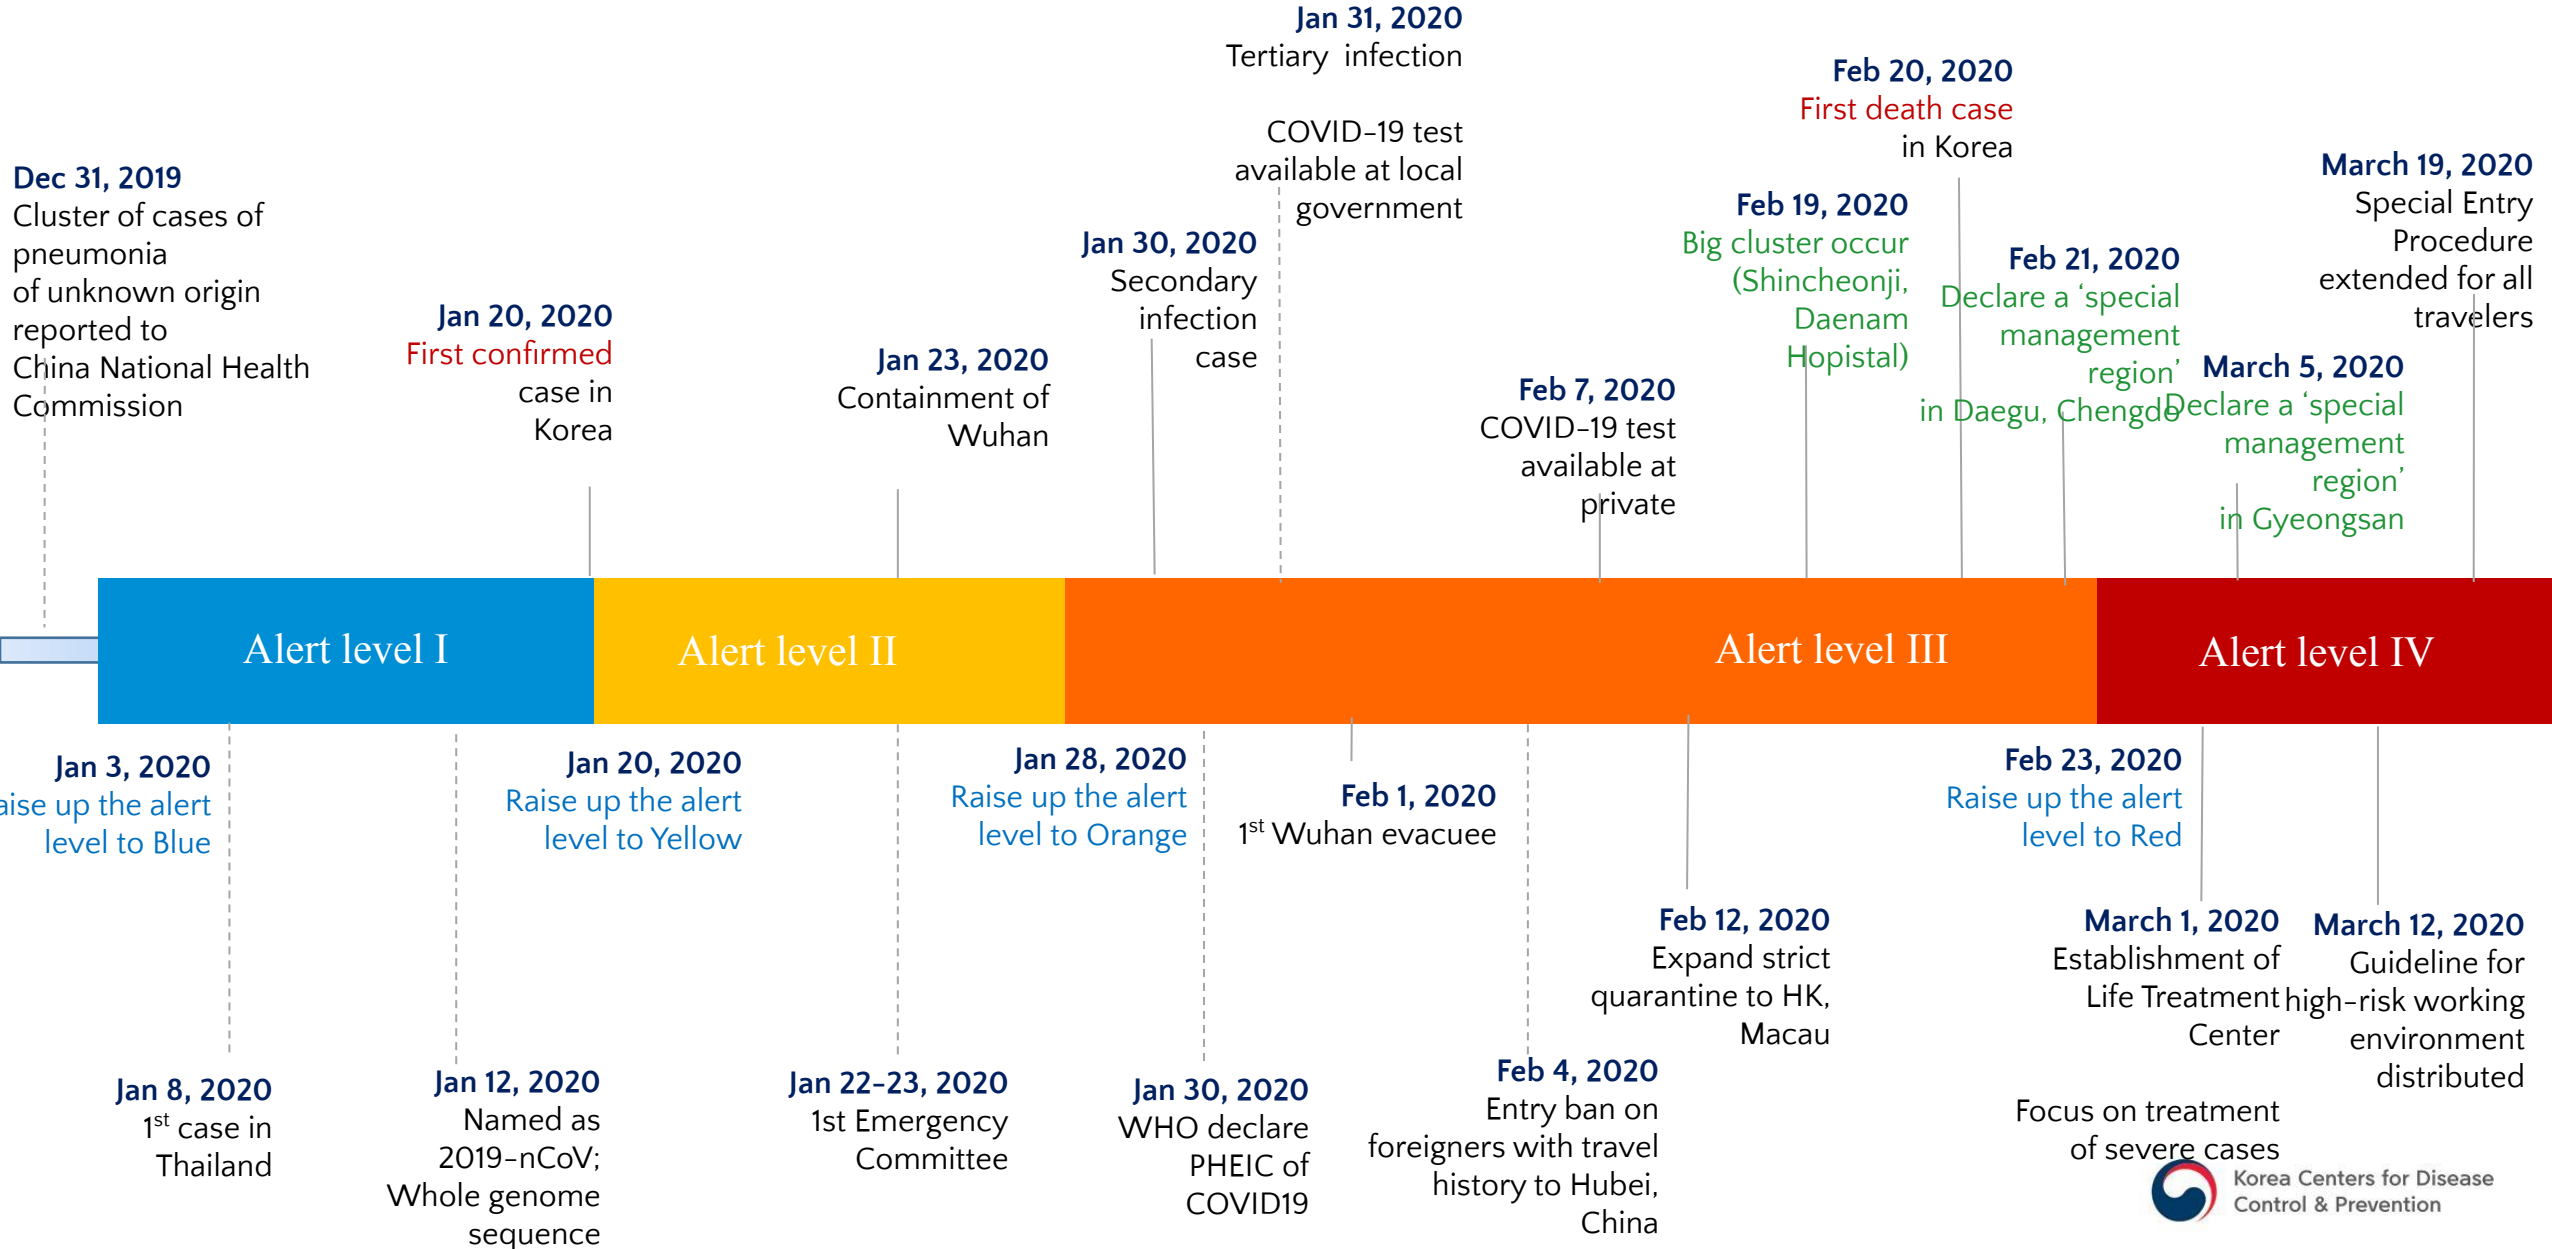 Dec 31, 2019
Cluster of cases of
pneumonia
of unknown origin
reported to
China National Health
Commission
Jan 20, 2020
First confirmed
case in
Korea
Jan 23, 2020
Containment of
Wuhan
Jan 30, 2020
Secondary
infection
case
Jan 31, 2020
Tertiary infection
COVID-19 test
available at local
government
Feb 7, 2020
COVID-19 test
available at
private
Feb 19, 2020
Big cluster occur
(Shincheonji,
Daenam
Hopistal)
Feb 20, 2020
First death case
in Korea
Feb 21, 2020
Declare a ‘special
management
region’
in Daegu, Chengdo
March 5, 2020
Declare a ‘special
management
region’
in Gyeongsan
March 19, 2020
Special Entry
Procedure
extended for all
travelers
Alert level I
Alert level II
Alert level III
Alert level IV
Jan 3, 2020
aise up the alert
level to Blue
Jan 8, 2020
1st case in
Thailand
Jan 12, 2020
Named as
2019-nCoV;
Whole genome
sequence
Jan 20, 2020
Raise up the alert
level to Yellow
Jan 22-23, 2020
1st Emergency
Committee
Jan 28, 2020
Raise up the alert
level to Orange
Jan 30, 2020
WHO declare
PHEIC of
COVID19
Feb 1, 2020
1st Wuhan evacuee
Feb 4, 2020
Entry ban on
foreigners with travel
history to Hubei,
China
Feb 12, 2020
Expand strict
quarantine to HK,
Macau
Feb 23, 2020
Raise up the alert
level to Red
March 1, 2020
Establishment of
Life Treatment
Center
Focus on treatment
of severe cases
March 12, 2020
Guideline for
high-risk working
environment
distributed
Korea Centers for Disease
Control & Prevention